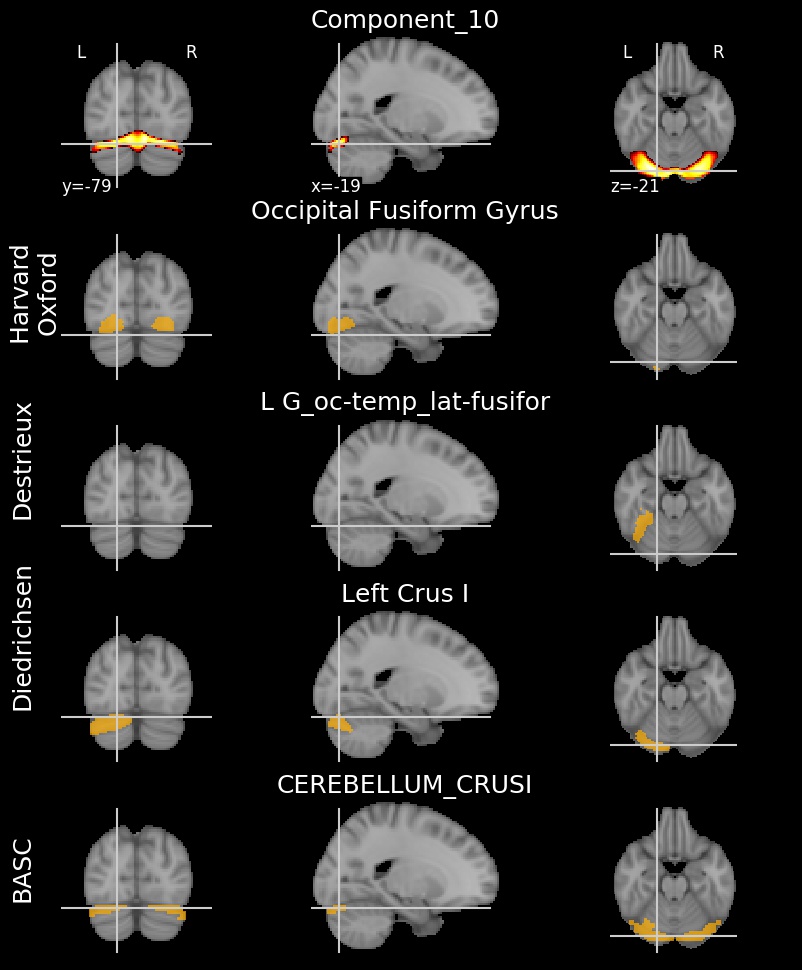 Component_10
L R
L R
y=-79
x=-19
z=-21
Occipital Fusiform Gyrus
Harvard
Oxford
L G_oc-temp_lat-fusifor
Destrieux
Left Crus I
Diedrichsen
CEREBELLUM_CRUSI
BASC